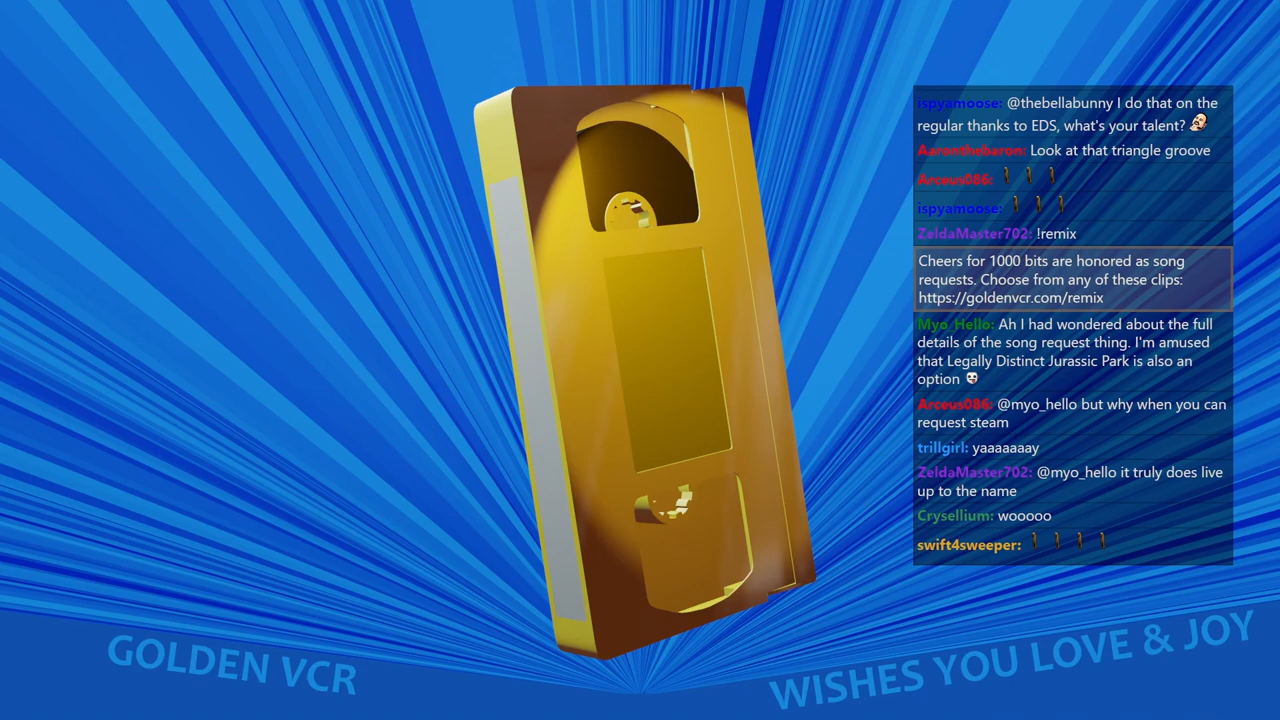 ispyamoose: @thebellabunny I do that on the
regular thanks to EDS, what's your talent?
Aaronthebaron: Look at that triangle groove
Arceus086:
ispyamoose:
ZeldaMaster702: !remix
Cheers for 1000 bits are honored as song
requests. Choose from any of these clips:
https://goldenvcr.com/remix
Myo_Hello: Ah I had wondered about the full
details of the song request thing. I'm amused
that Legally Distinct Jurassic Park is also an
option
Arceus086: @myo_hello but why when you can
request steam
trillgirl: yaaaaaaay
ZeldaMaster702: @myo_hello it truly does live
up to the name
Crysellium: wooooo
swift4sweeper:
GOLDEN VCR
WISHES YOU LOVE & JOY